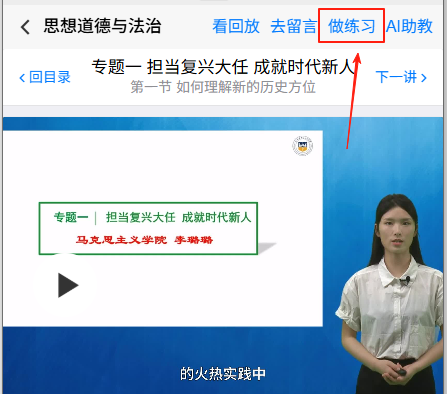 思想道德与法治 看回放 去留言 做练习 AI助教
回目录 专题一 担当复兴大任 成就时代新人 下一讲
第一节 如何理解新的历史方位
专题一｜ 担当复兴大任 成就时代新人
马克思主义学院 李璐璐
的火热实践中